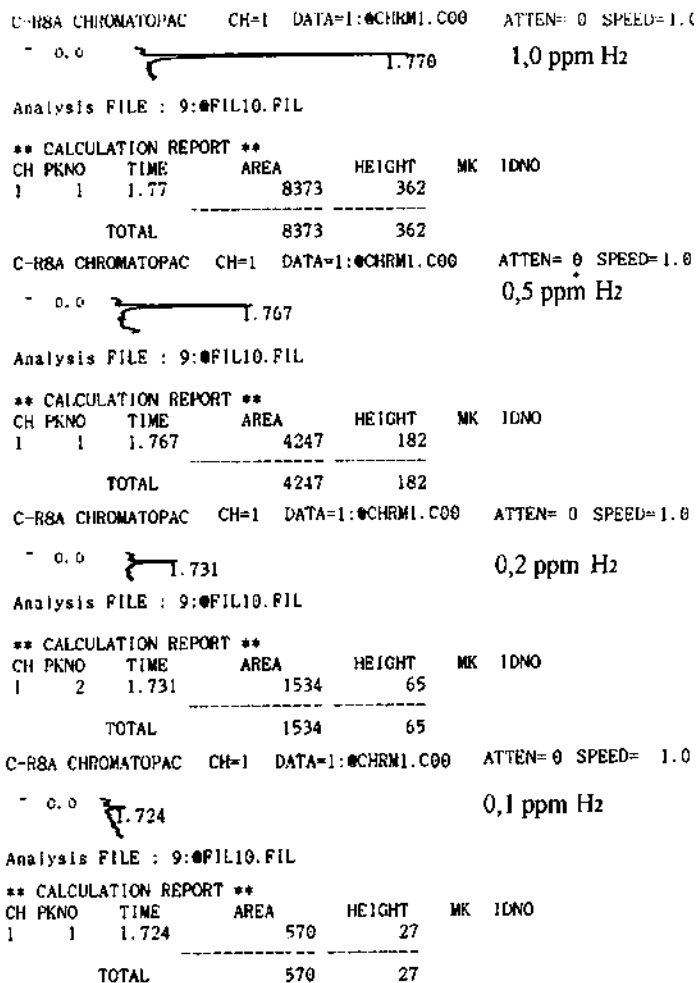 C-R8A CHROMATOPAC CH=1 DATA=1:@CHRM1.C00 ATTEN= 0 SPEED=1.0
- 0.0 1.770 1,0 ppm H2
Analysis FILE : 9:@FIL10.FIL
** CALCULATION REPORT **
CH PKNO TIME AREA HEIGHT MK IDNO
1 1 1.77 8373 362
TOTAL 8373 362
C-R8A CHROMATOPAC CH=1 DATA=1:@CHRM1.C00 ATTEN= 0 SPEED=1.0
- 0.0 1.767 0,5 ppm H2
Analysis FILE : 9:@FIL10.FIL
** CALCULATION REPORT **
CH PKNO TIME AREA HEIGHT MK IDNO
1 1 1.767 4247 182
TOTAL 4247 182
C-R8A CHROMATOPAC CH=1 DATA=1:@CHRM1.C00 ATTEN= 0 SPEED=1.0
- 0.0 1.731 0,2 ppm H2
Analysis FILE : 9:@FIL10.FIL
** CALCULATION REPORT **
CH PKNO TIME AREA HEIGHT MK IDNO
1 2 1.731 1534 65
TOTAL 1534 65
C-R8A CHROMATOPAC CH=1 DATA=1:@CHRM1.C00 ATTEN= 0 SPEED= 1.0
- 0.0 1.724 0,1 ppm H2
Analysis FILE : 9:@FIL10.FIL
** CALCULATION REPORT **
CH PKNO TIME AREA HEIGHT MK IDNO
1 1 1.724 570 27
TOTAL 570 27